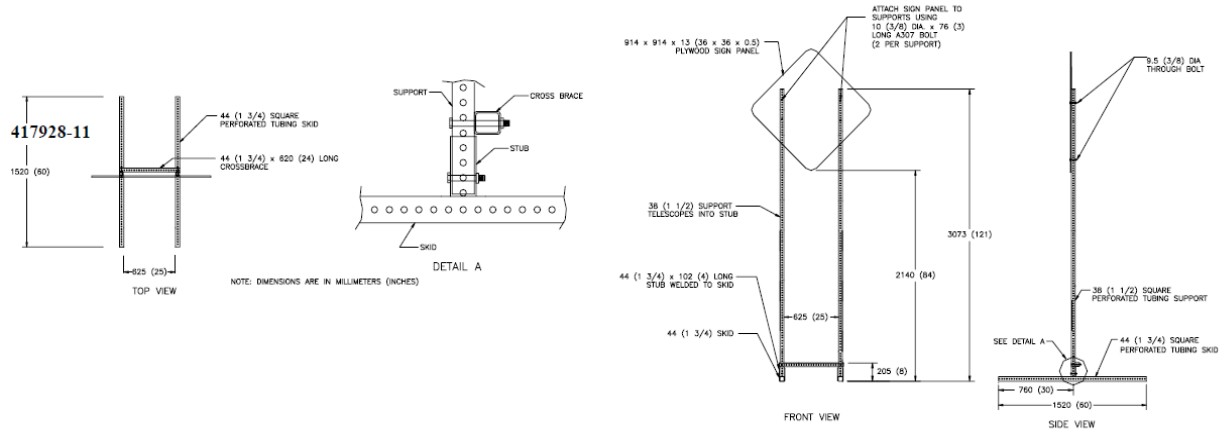 417928-11
1520 (60)
44 (1 3/4) SQUARE
PERFORATED TUBING SKID
44 (1 3/4) x 620 (24) LONG
CROSSBRACE
625 (25)
TOP VIEW
NOTE: DIMENSIONS ARE IN MILLIMETERS (INCHES)
SUPPORT
CROSS BRACE
STUB
SKID
DETAIL A
914 x 914 x 13 (36 x 36 x 0.5)
PLYWOOD SIGN PANEL
ATTACH SIGN PANEL TO
SUPPORTS USING
10 (3/8) DIA. x 76 (3)
LONG A307 BOLT
(2 PER SUPPORT)
38 (1 1/2) SUPPORT
TELESCOPES INTO STUB
44 (1 3/4) x 102 (4) LONG
STUB WELDED TO SKID
44 (1 3/4) SKID
625 (25)
205 (8)
2140 (84)
3073 (121)
FRONT VIEW
9.5 (3/8) DIA
THROUGH BOLT
38 (1 1/2) SQUARE
PERFORATED TUBING SUPPORT
SEE DETAIL A
44 (1 3/4) SQUARE
PERFORATED TUBING SKID
760 (30)
1520 (60)
SIDE VIEW